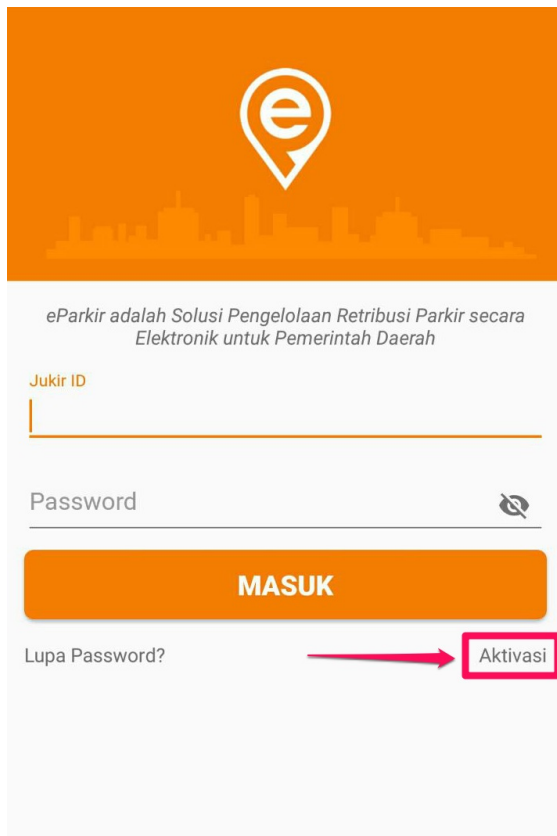 e
eParkir adalah Solusi Pengelolaan Retribusi Parkir secara
Elektronik untuk Pemerintah Daerah
Jukir ID
Password
MASUK
Lupa Password? Aktivasi